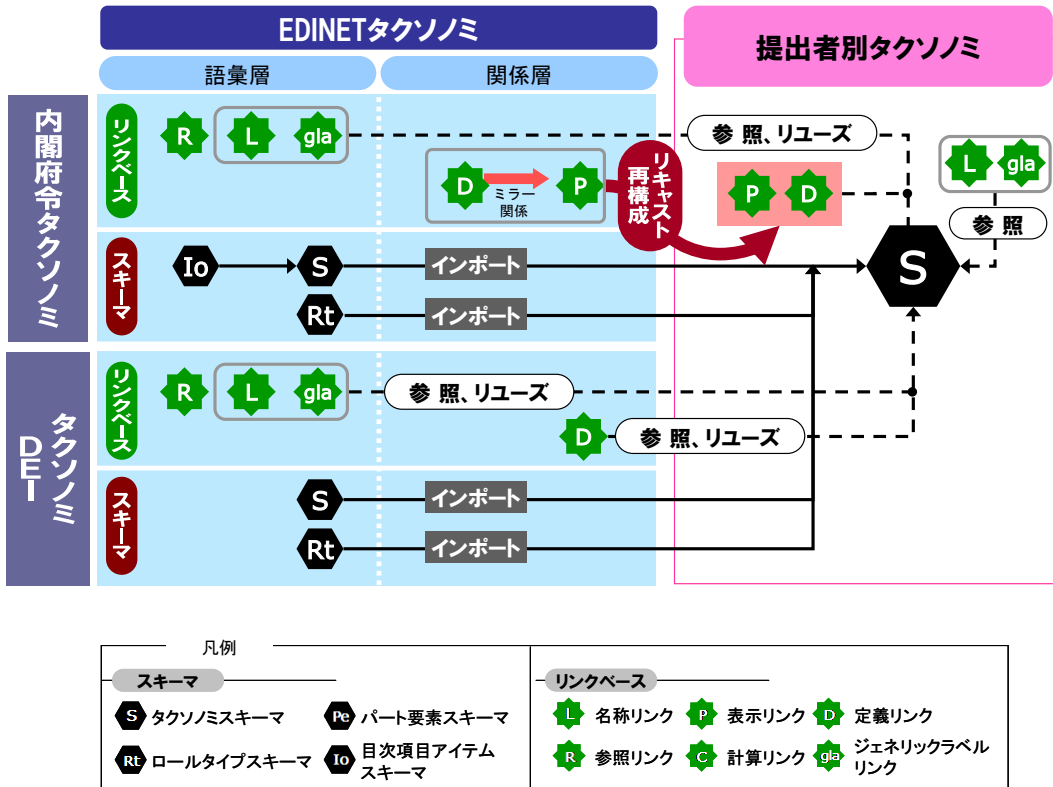 EDINETタクソノミ
提出者別タクソノミ
語彙層
関係層
内閣府令タクソノミ
リンクベース
R
L
gla
参照、リユーズ
L
gla
D
ミラー
関係
P
リキャスト
再構成
P
D
参照
スキーマ
Io
S
インポート
S
Rt
インポート
DEI
タクソノミ
リンクベース
R
L
gla
参照、リユーズ
D
参照、リユーズ
スキーマ
S
インポート
Rt
インポート
凡例
スキーマ
S タクソノミスキーマ
Pe パート要素スキーマ
Rt ロールタイプスキーマ
Io 目次項目アイテム
スキーマ
リンクベース
L 名称リンク
P 表示リンク
D 定義リンク
R 参照リンク
C 計算リンク
gla ジェネリックラベル
リンク